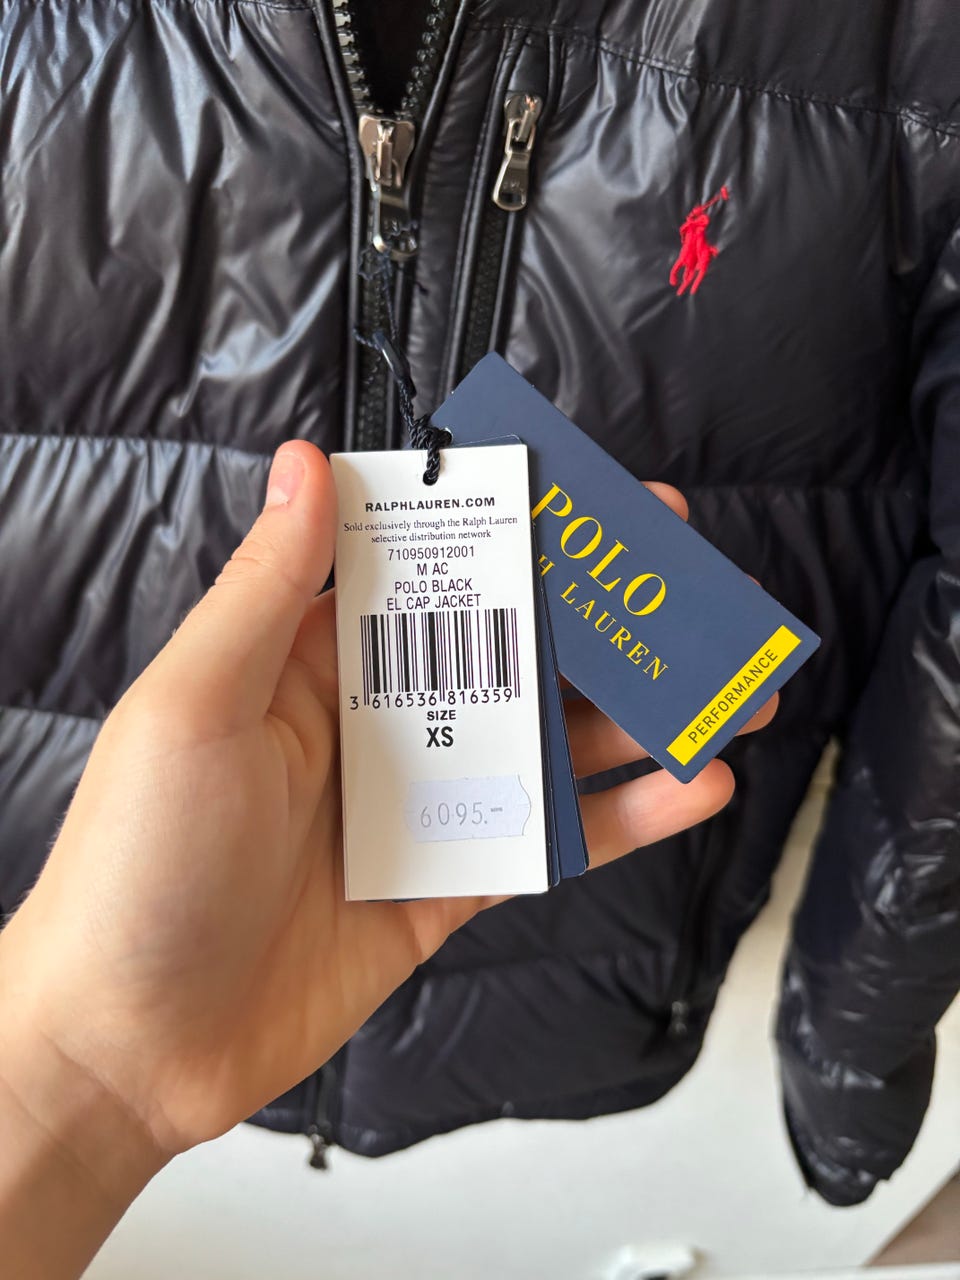 RALPHLAUREN.COM
Sold exclusively through the Ralph Lauren
selective distribution network
710950912001
M AC
POLO BLACK
EL CAP JACKET
3 616536 816359
SIZE
XS
6095.-
POLO
H LAUREN
PERFORMANCE